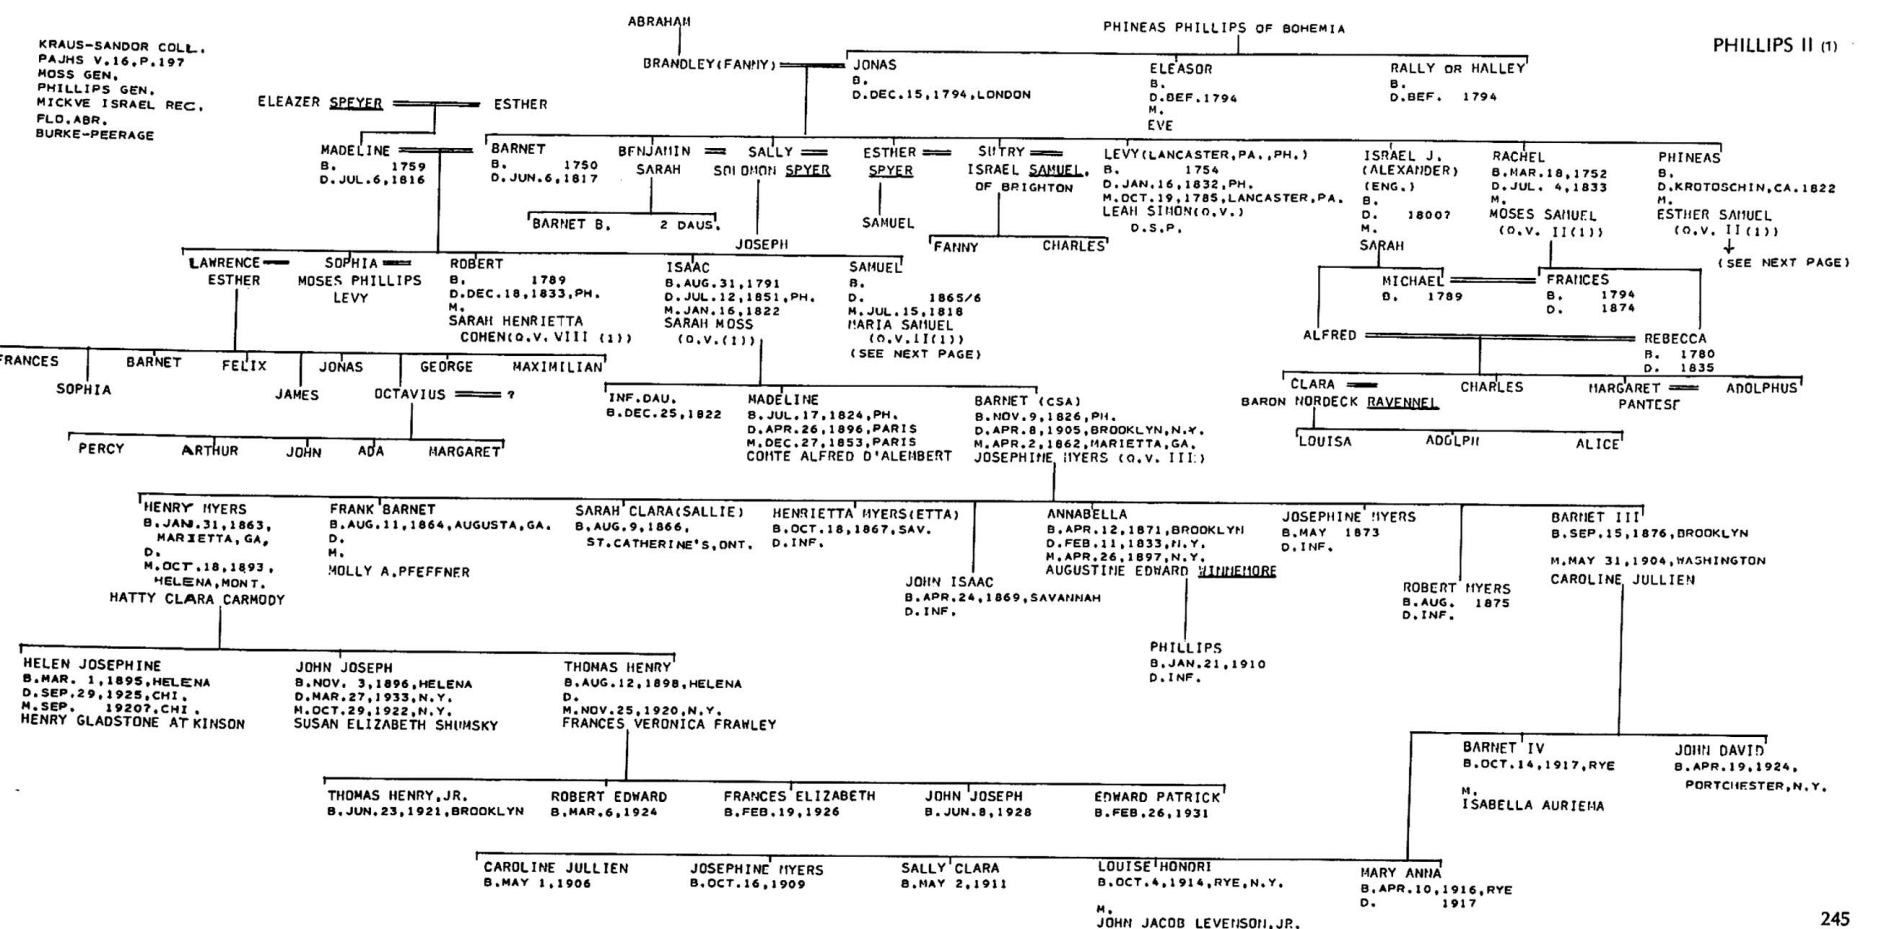 PHILLIPS II (1)
KRAUS-SANDOR COLL.
PAJHS V.16,P.197
MOSS GEN.
PHILLIPS GEN.
MICKVE ISRAEL REC.
FLO.ABR.
BURKE-PEERAGE
ABRAHAM
PHINEAS PHILLIPS OF BOHEMIA
BRANDLEY(FANNY)
JONAS
B.
D.DEC.15,1794,LONDON
ELEASOR
B.
D.BEF.1794
M.
EVE
RALLY OR HALLEY
B.
D.BEF. 1794
ELEAZER SPEYER
ESTHER
MADELINE
B. 1759
D.JUL.6,1816
BARNET
B. 1750
D.JUN.6,1817
BENJAMIN
SARAH
SALLY
SOLOMON SPYER
ESTHER
SPYER
SUTRY
ISRAEL SAMUEL.
OF BRIGHTON
LEVY(LANCASTER,PA.,PH.)
B. 1754
D.JAN.16,1832,PH.
M.OCT.19,1785,LANCASTER,PA.
LEAH SIMON(Q.V.)
D.S.P.
ISRAEL J.
(ALEXANDER)
(ENG.)
B.
D. 1800?
M.
SARAH
RACHEL
B.MAR.18,1752
D.JUL. 4,1833
M.
MOSES SAMUEL
(Q.V. II(1))
PHINEAS
B.
D.KROTOSCHIN,CA.1822
M.
ESTHER SAMUEL
(Q.V. II(1))
(SEE NEXT PAGE)
BARNET B.
2 DAUS.
JOSEPH
SAMUEL
FANNY
CHARLES
LAWRENCE
ESTHER
SOPHIA
MOSES PHILLIPS
LEVY
ROBERT
B. 1789
D.DEC.18,1833,PH.
M.
SARAH HENRIETTA
COHEN(Q.V. VIII (1))
ISAAC
B.AUG.31,1791
D.JUL.12,1851,PH.
M.JAN.16,1822
SARAH MOSS
(Q.V.(1))
SAMUEL
B.
D. 1865/6
M.JUL.15,1818
MARIA SAMUEL
(Q.V.II(1))
(SEE NEXT PAGE)
MICHAEL
B. 1789
FRANCES
B. 1794
D. 1874
ALFRED
REBECCA
B. 1780
D. 1835
FRANCES
BARNET
FELIX
JONAS
GEORGE
MAXIMILIAN
SOPHIA
JAMES
OCTAVIUS
?
PERCY
ARTHUR
JOHN
ADA
MARGARET
INF.DAU.
B.DEC.25,1822
MADELINE
B.JUL.17,1824,PH.
D.APR.26,1896,PARIS
M.DEC.27,1853,PARIS
COMTE ALFRED D'ALEMBERT
BARNET (CSA)
B.NOV.9,1826,PH.
D.APR.8,1905,BROOKLYN,N.Y.
M.APR.2,1862,MARIETTA,GA.
JOSEPHINE MYERS (Q.V. III)
CLARA
BARON NORDECK RAVENNEL
CHARLES
MARGARET
PANTESE
ADOLPHUS
LOUISA
ADOLPH
ALICE
HENRY MYERS
B.JAN.31,1863,
MARIETTA,GA,
D.
M.OCT.18,1893,
HELENA,MONT.
HATTY CLARA CARMODY
FRANK BARNET
B.AUG.11,1864,AUGUSTA,GA.
D.
M.
MOLLY A.PFEFFNER
SARAH CLARA(SALLIE)
B.AUG.9,1866,
ST.CATHERINE'S,ONT.
HENRIETTA MYERS(ETTA)
B.OCT.18,1867,SAV.
D.INF.
JOHN ISAAC
B.APR.24,1869,SAVANNAH
D.INF.
ANNABELLA
B.APR.12,1871,BROOKLYN
D.FEB.11,1833,N.Y.
M.APR.26,1897,N.Y.
AUGUSTINE EDWARD WINNEMORE
JOSEPHINE MYERS
B.MAY 1873
D.INF.
ROBERT MYERS
B.AUG. 1875
D.INF.
BARNET III
B.SEP.15,1876,BROOKLYN
M.MAY 31,1904,WASHINGTON
CAROLINE JULLIEN
PHILLIPS
B.JAN.21,1910
D.INF.
HELEN JOSEPHINE
B.MAR. 1,1895,HELENA
D.SEP.29,1925,CHI.
M.SEP. 1920?,CHI.
HENRY GLADSTONE ATKINSON
JOHN JOSEPH
B.NOV. 3,1896,HELENA
D.MAR.27,1933,N.Y.
M.OCT.29,1922,N.Y.
SUSAN ELIZABETH SHUMSKY
THOMAS HENRY
B.AUG.12,1898,HELENA
D.
M.NOV.25,1920,N.Y.
FRANCES VERONICA FRAWLEY
BARNET IV
B.OCT.14,1917,RYE
M.
ISABELLA AURIEMA
JOHN DAVID
B.APR.19,1924,
PORTCHESTER,N.Y.
THOMAS HENRY,JR.
B.JUN.23,1921,BROOKLYN
ROBERT EDWARD
B.MAR.6,1924
FRANCES ELIZABETH
B.FEB.19,1926
JOHN JOSEPH
B.JUN.8,1928
EDWARD PATRICK
B.FEB.26,1931
CAROLINE JULLIEN
B.MAY 1,1906
JOSEPHINE MYERS
B.OCT.16,1909
SALLY CLARA
B.MAY 2,1911
LOUISE HONORI
B.OCT.4,1914,RYE,N.Y.
M.
JOHN JACOB LEVENSON,JR.
MARY ANNA
B.APR.10,1916,RYE
D. 1917
245